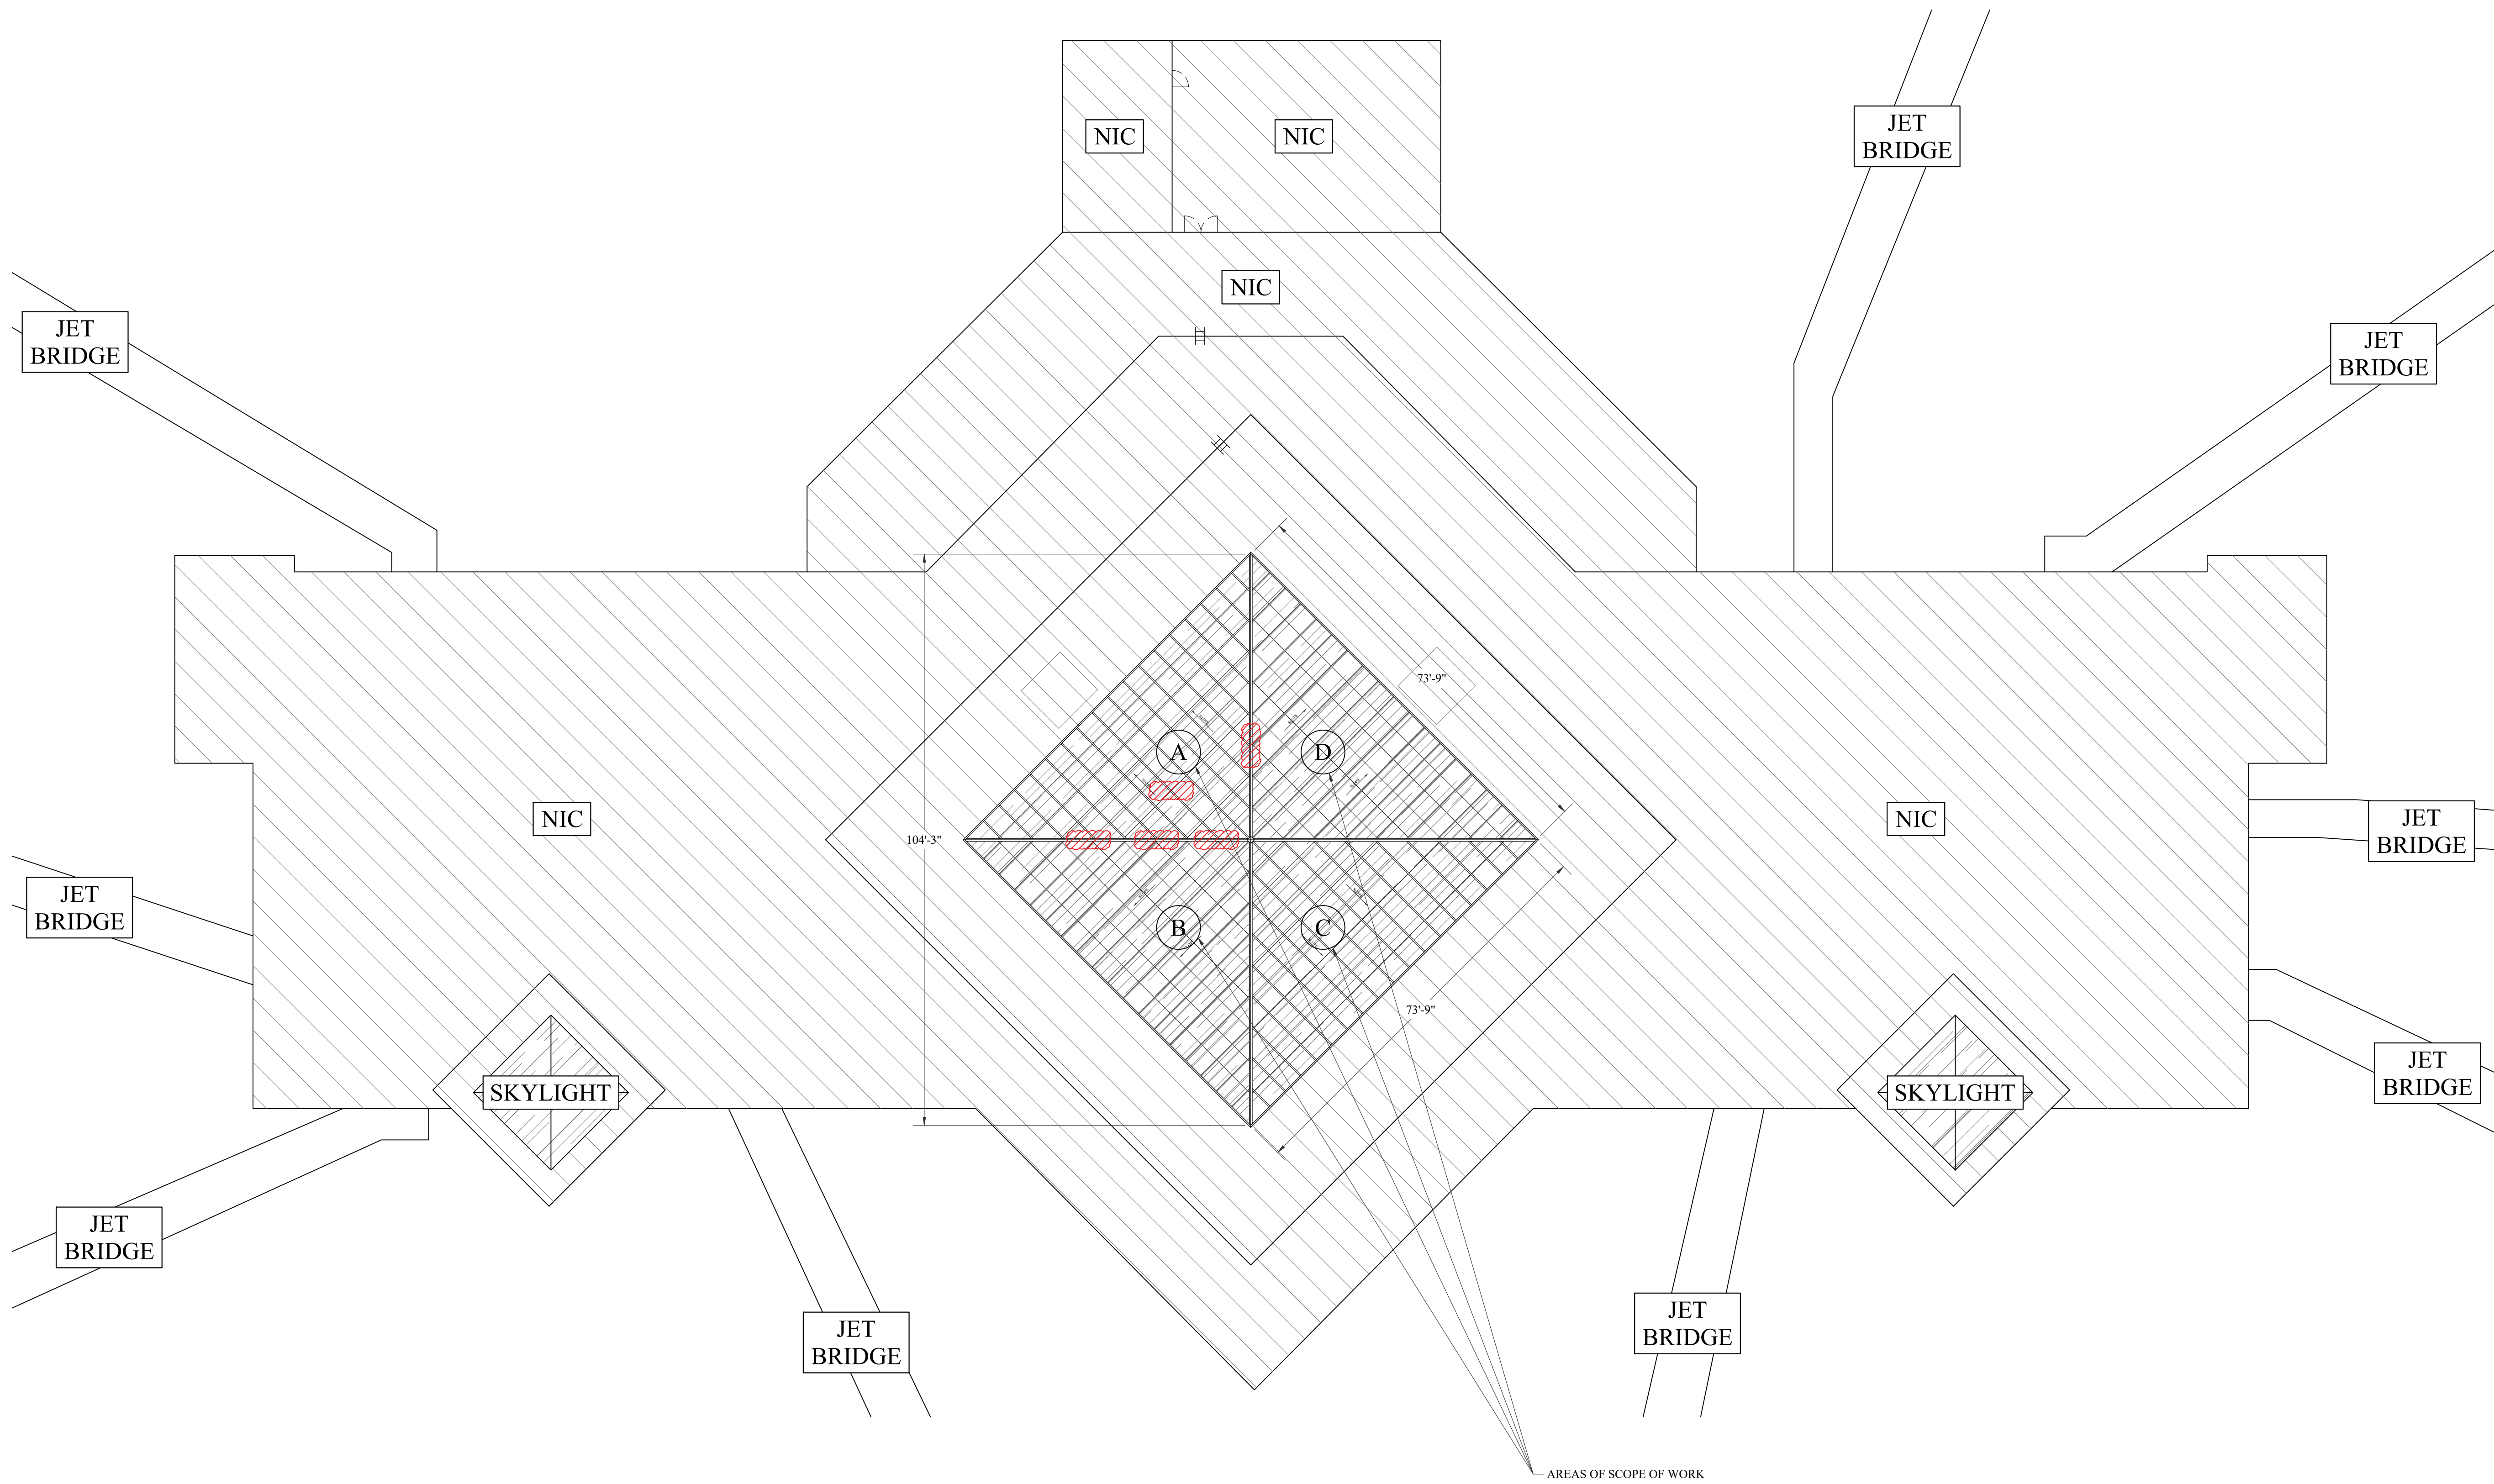 NIC
NIC
JET
BRIDGE
NIC
JET
BRIDGE
JET
BRIDGE
73'-9"
A
D
104'-3"
NIC
NIC
JET
BRIDGE
JET
BRIDGE
B
C
73'-9"
JET
BRIDGE
SKYLIGHT
SKYLIGHT
JET
BRIDGE
JET
BRIDGE
JET
BRIDGE
AREAS OF SCOPE OF WORK